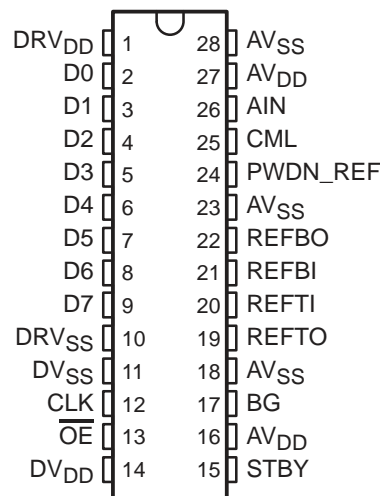 DRVDD 1 28 AVSS
D0 2 27 AVDD
D1 3 26 AIN
D2 4 25 CML
D3 5 24 PWDN_REF
D4 6 23 AVSS
D5 7 22 REFBO
D6 8 21 REFBI
D7 9 20 REFTI
DRVSS 10 19 REFTO
DVSS 11 18 AVSS
CLK 12 17 BG
O̅E̅ 13 16 AVDD
DVDD 14 15 STBY